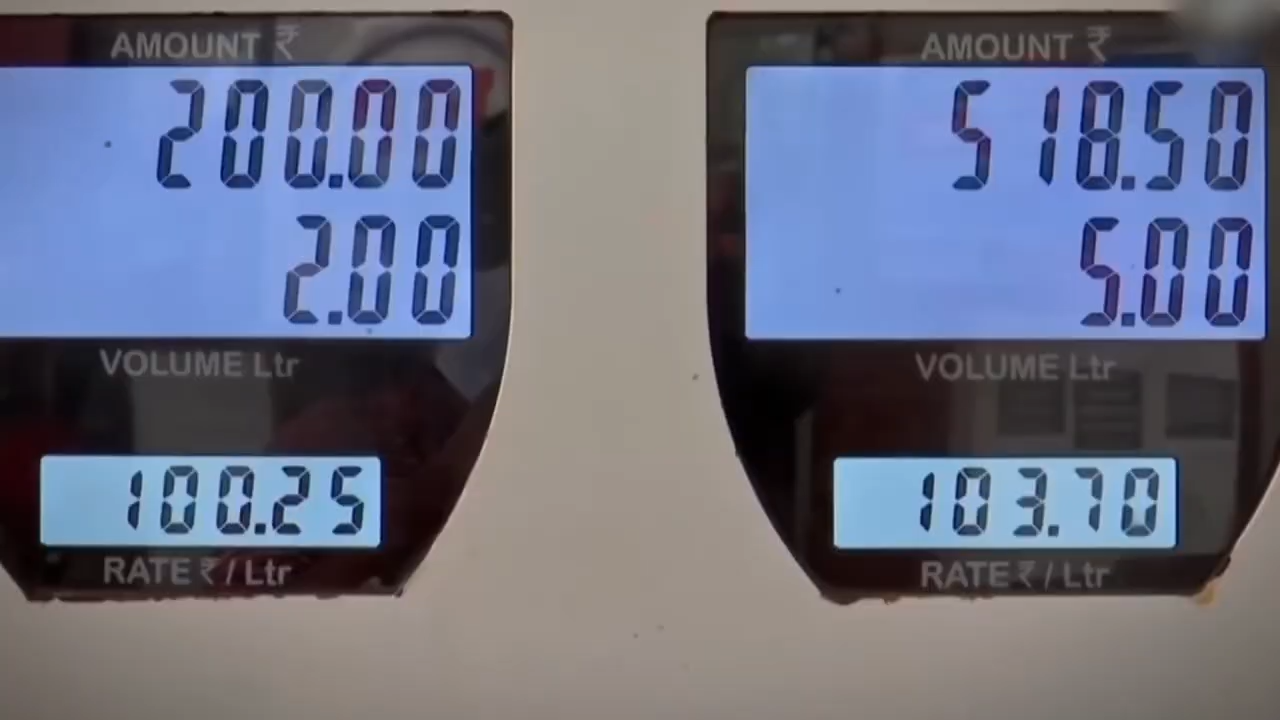 AMOUNT ₹
200.00
2.00
VOLUME Ltr
100.25
RATE ₹ / Ltr
AMOUNT ₹
518.50
5.00
VOLUME Ltr
103.70
RATE ₹ / Ltr